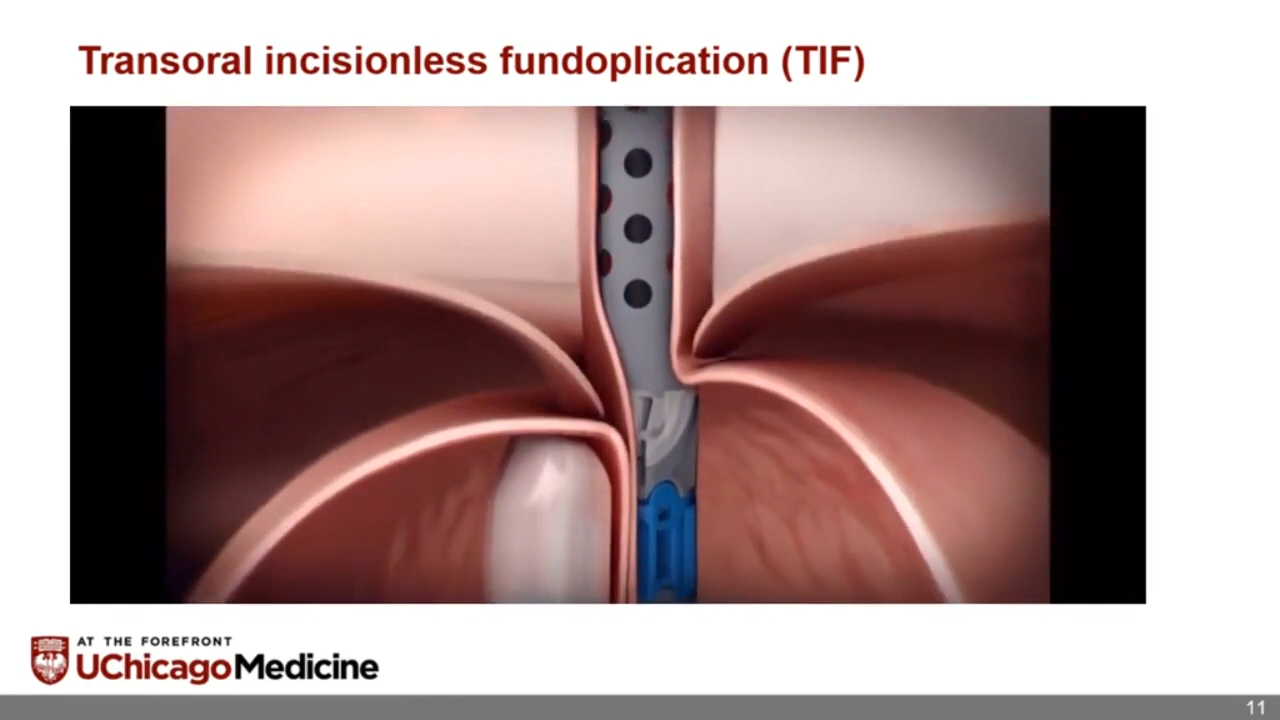 Transoral incisionless fundoplication (TIF)
AT THE FOREFRONT
UChicagoMedicine
11